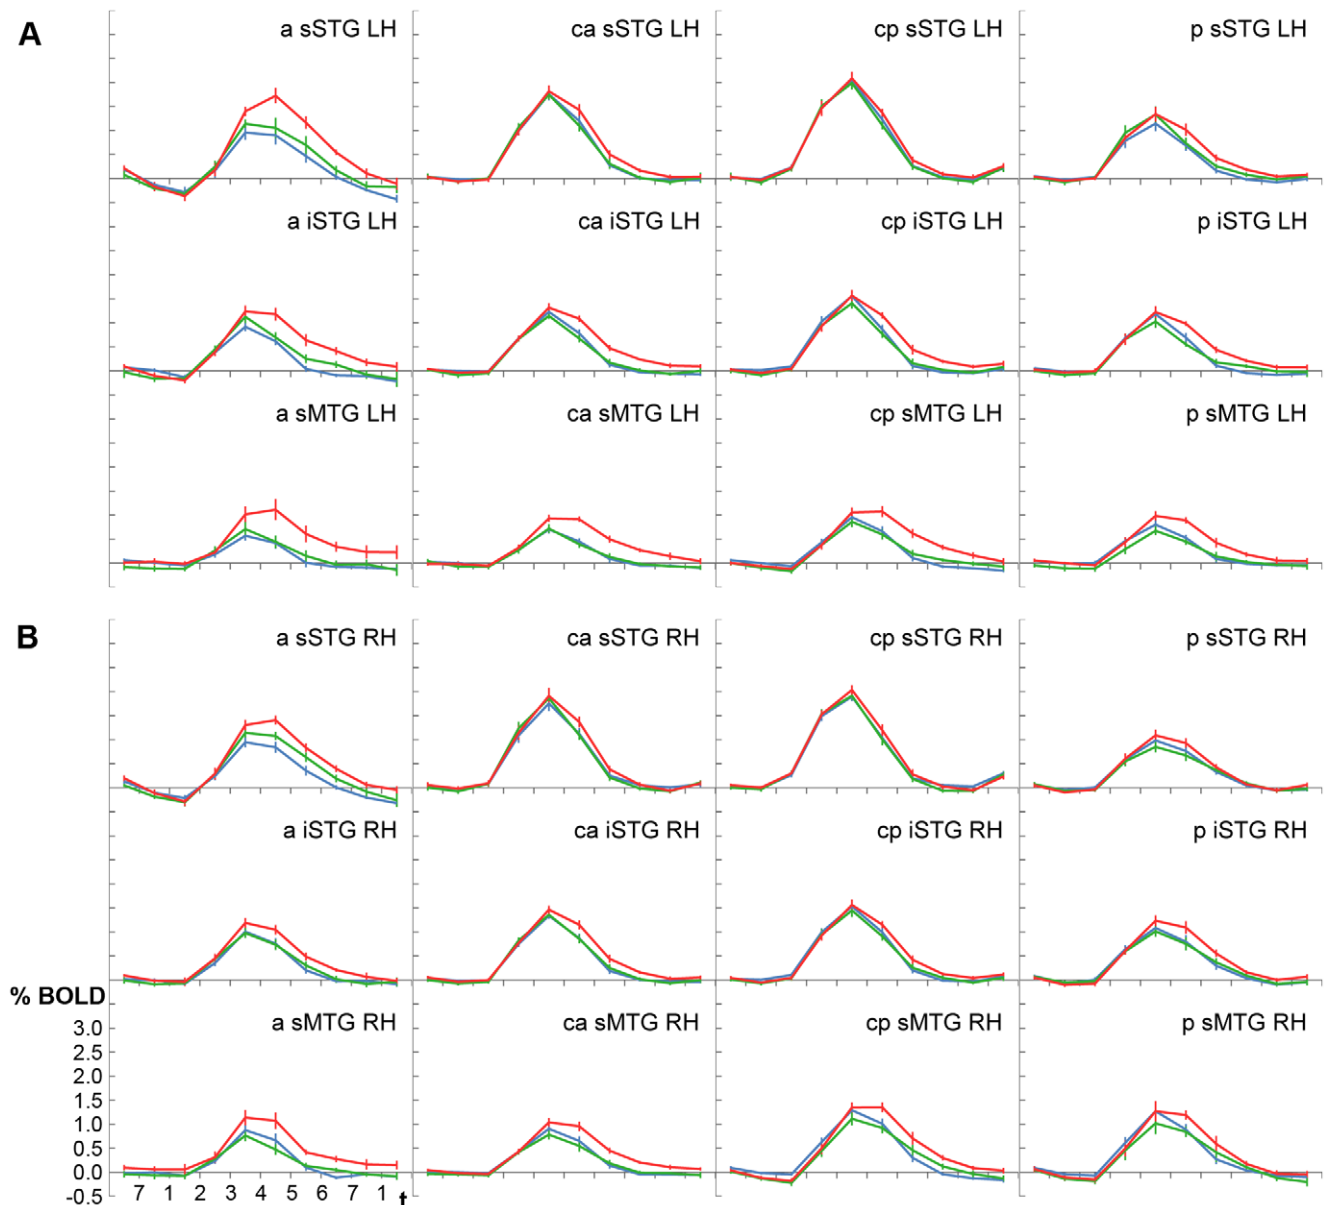 A
a sSTG LH
ca sSTG LH
cp sSTG LH
p sSTG LH
a iSTG LH
ca iSTG LH
cp iSTG LH
p iSTG LH
a sMTG LH
ca sMTG LH
cp sMTG LH
p sMTG LH
B
a sSTG RH
ca sSTG RH
cp sSTG RH
p sSTG RH
a iSTG RH
ca iSTG RH
cp iSTG RH
p iSTG RH
% BOLD
a sMTG RH
ca sMTG RH
cp sMTG RH
p sMTG RH
3.0
2.5
2.0
1.5
1.0
0.5
0.0
-0.5
7 1 2 3 4 5 6 7 1 t